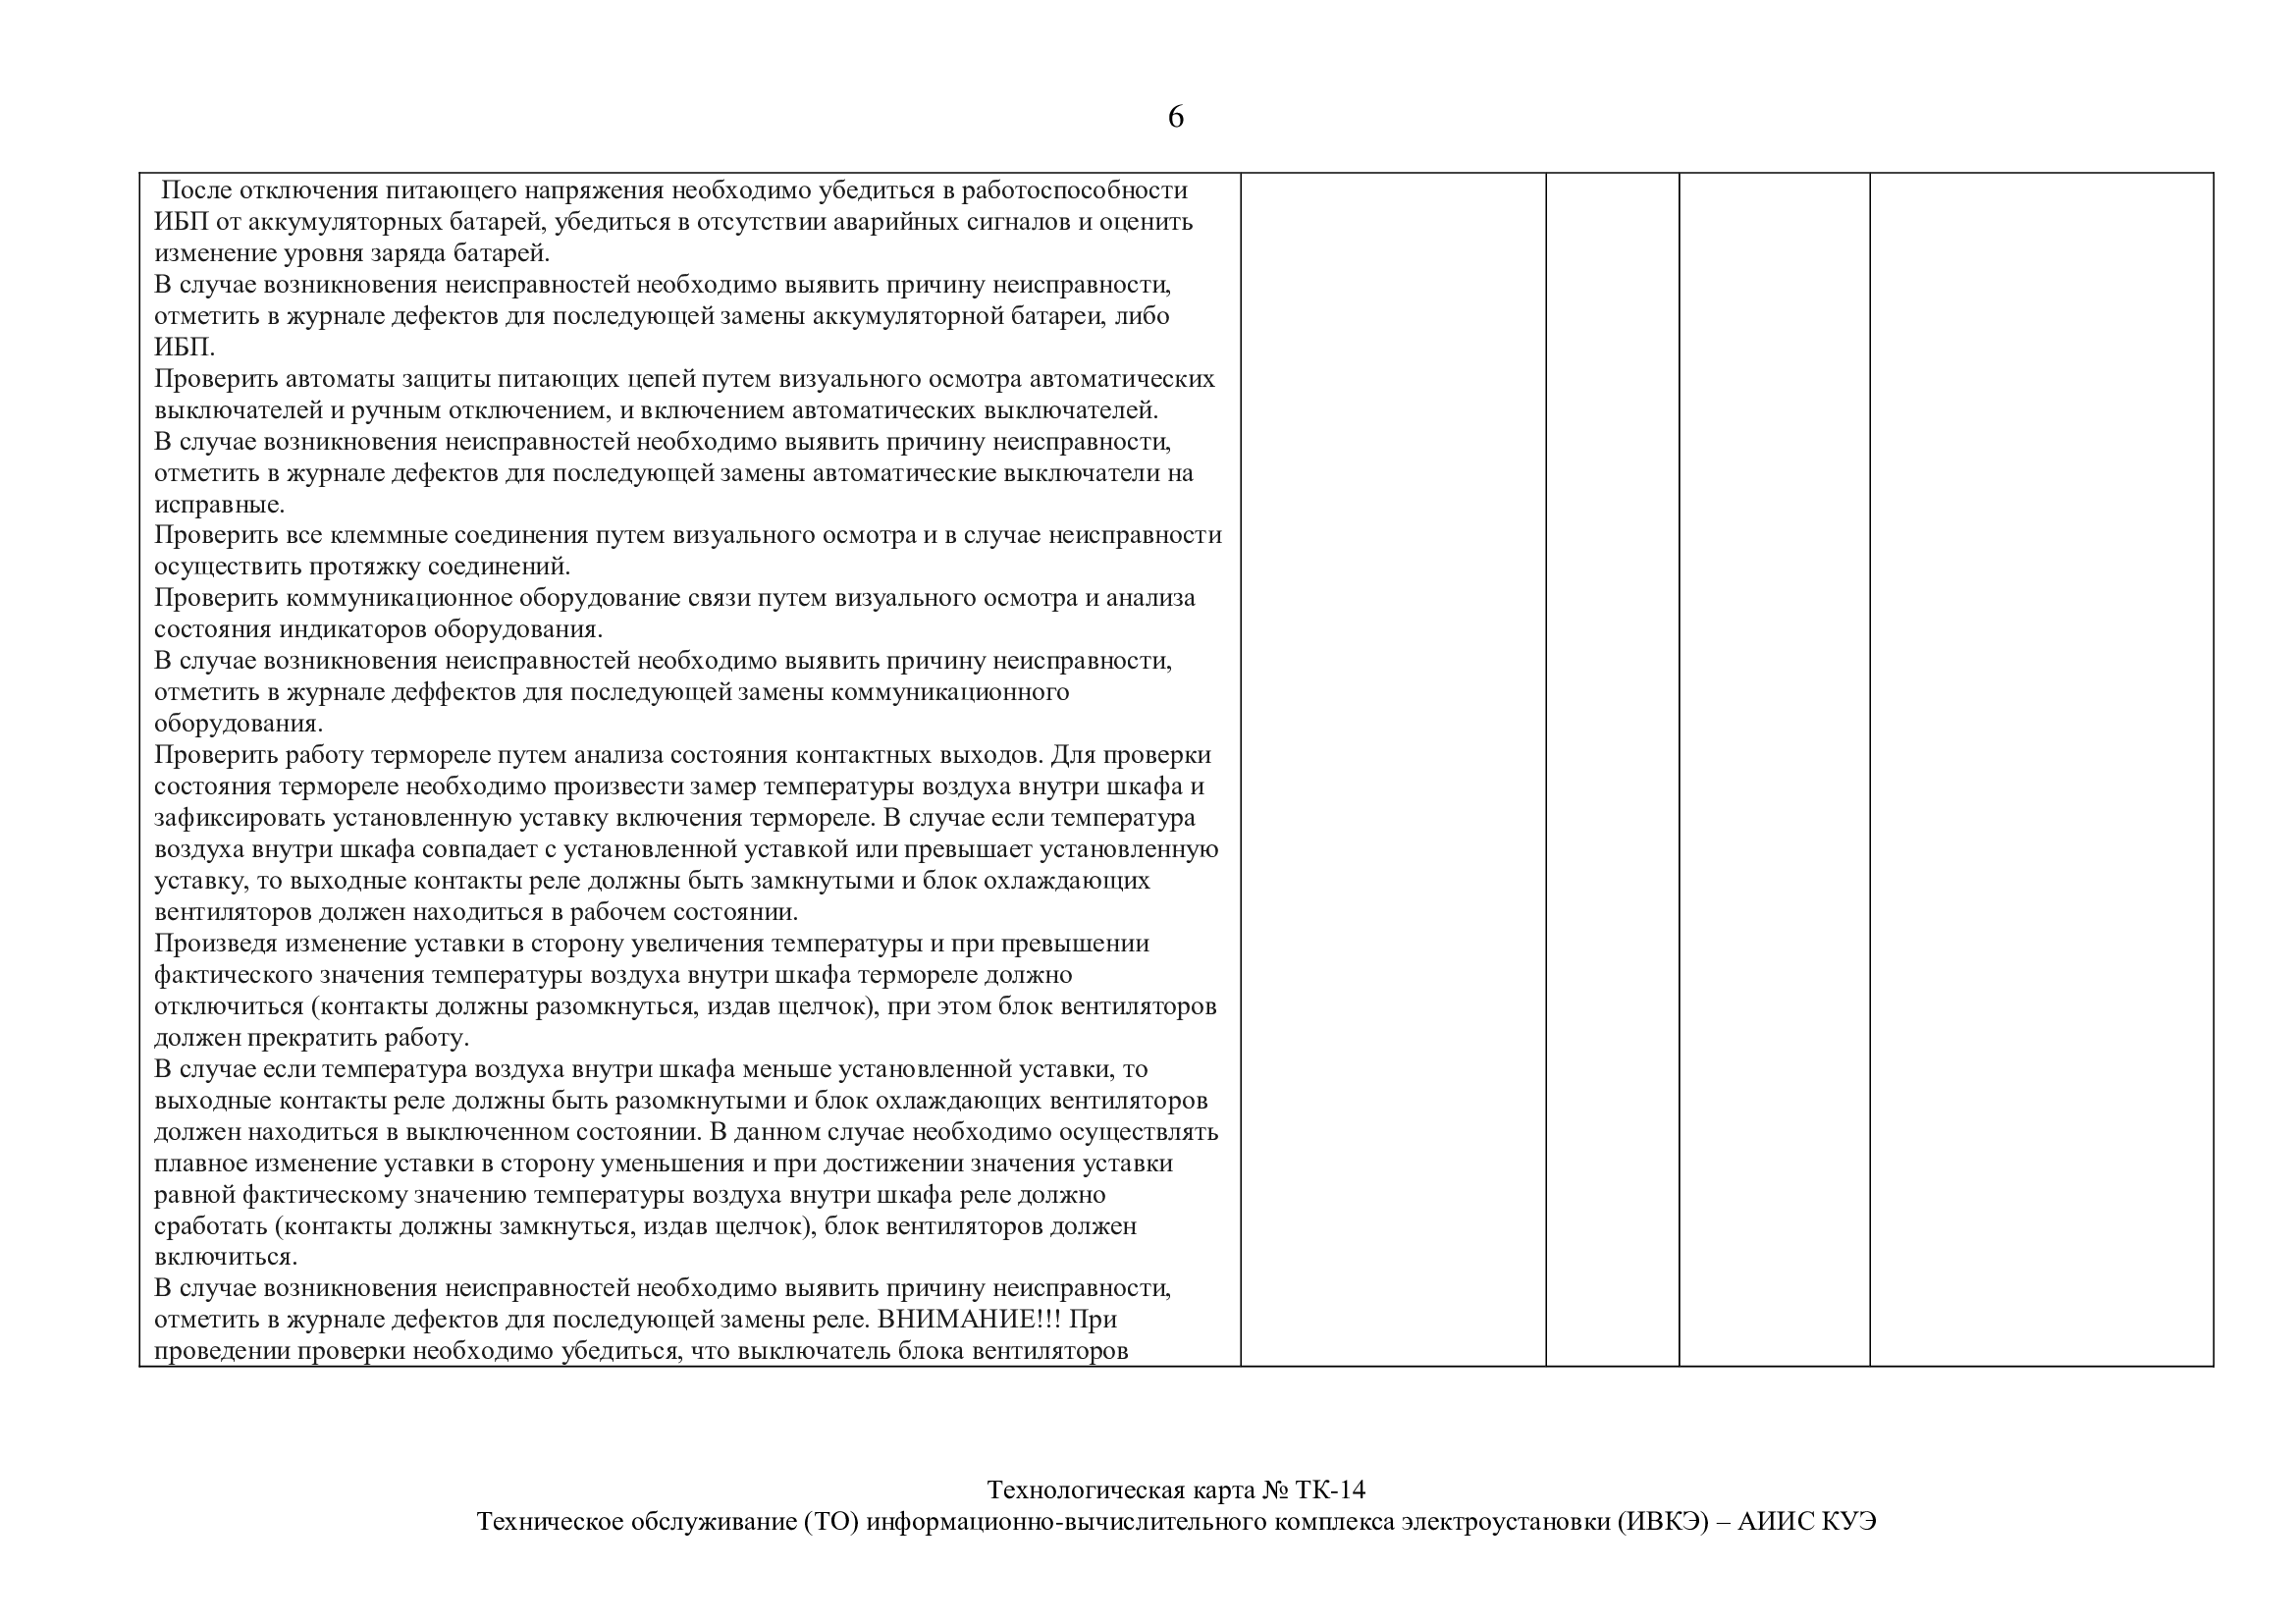 6
После отключения питающего напряжения необходимо убедиться в работоспособности
ИБП от аккумуляторных батарей, убедиться в отсутствии аварийных сигналов и оценить
изменение уровня заряда батарей.
В случае возникновения неисправностей необходимо выявить причину неисправности,
отметить в журнале дефектов для последующей замены аккумуляторной батареи, либо
ИБП.
Проверить автоматы защиты питающих цепей путем визуального осмотра автоматических
выключателей и ручным отключением, и включением автоматических выключателей.
В случае возникновения неисправностей необходимо выявить причину неисправности,
отметить в журнале дефектов для последующей замены автоматические выключатели на
исправные.
Проверить все клеммные соединения путем визуального осмотра и в случае неисправности
осуществить протяжку соединений.
Проверить коммуникационное оборудование связи путем визуального осмотра и анализа
состояния индикаторов оборудования.
В случае возникновения неисправностей необходимо выявить причину неисправности,
отметить в журнале деффектов для последующей замены коммуникационного
оборудования.
Проверить работу термореле путем анализа состояния контактных выходов. Для проверки
состояния термореле необходимо произвести замер температуры воздуха внутри шкафа и
зафиксировать установленную уставку включения термореле. В случае если температура
воздуха внутри шкафа совпадает с установленной уставкой или превышает установленную
уставку, то выходные контакты реле должны быть замкнутыми и блок охлаждающих
вентиляторов должен находиться в рабочем состоянии.
Произведя изменение уставки в сторону увеличения температуры и при превышении
фактического значения температуры воздуха внутри шкафа термореле должно
отключиться (контакты должны разомкнуться, издав щелчок), при этом блок вентиляторов
должен прекратить работу.
В случае если температура воздуха внутри шкафа меньше установленной уставки, то
выходные контакты реле должны быть разомкнутыми и блок охлаждающих вентиляторов
должен находиться в выключенном состоянии. В данном случае необходимо осуществлять
плавное изменение уставки в сторону уменьшения и при достижении значения уставки
равной фактическому значению температуры воздуха внутри шкафа реле должно
сработать (контакты должны замкнуться, издав щелчок), блок вентиляторов должен
включиться.
В случае возникновения неисправностей необходимо выявить причину неисправности,
отметить в журнале дефектов для последующей замены реле. ВНИМАНИЕ!!! При
проведении проверки необходимо убедиться, что выключатель блока вентиляторов
Технологическая карта № ТК-14
Техническое обслуживание (ТО) информационно-вычислительного комплекса электроустановки (ИВКЭ) – АИИС КУЭ